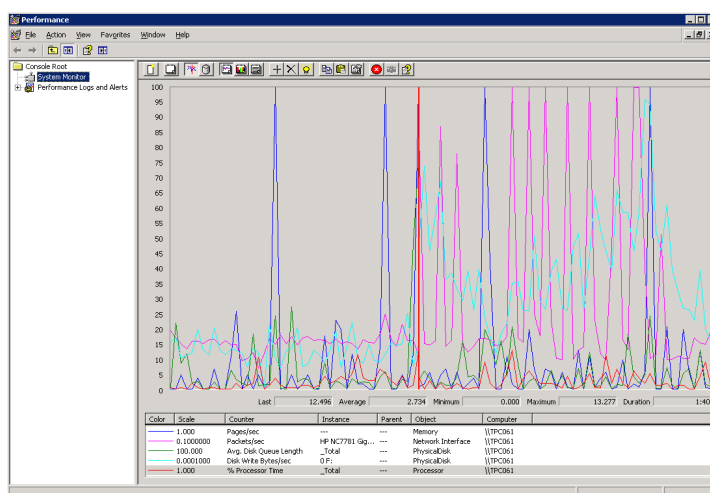 Performance
File Action View Favorites Window Help
Console Root
System Monitor
Performance Logs and Alerts
100
95
90
85
80
75
70
65
60
55
50
45
40
35
30
25
20
15
10
5
0
Last 12.496 Average 2.734 Minimum 0.000 Maximum 13.277 Duration 1:40
Color Scale Counter Instance Parent Object Computer
1.000 Pages/sec --- --- Memory \\TPC061
0.1000000 Packets/sec HP NC7781 Gig... --- Network Interface \\TPC061
100.000 Avg. Disk Queue Length _Total --- PhysicalDisk \\TPC061
0.0001000 Disk Write Bytes/sec 0 F: --- PhysicalDisk \\TPC061
1.000 % Processor Time _Total --- Processor \\TPC061